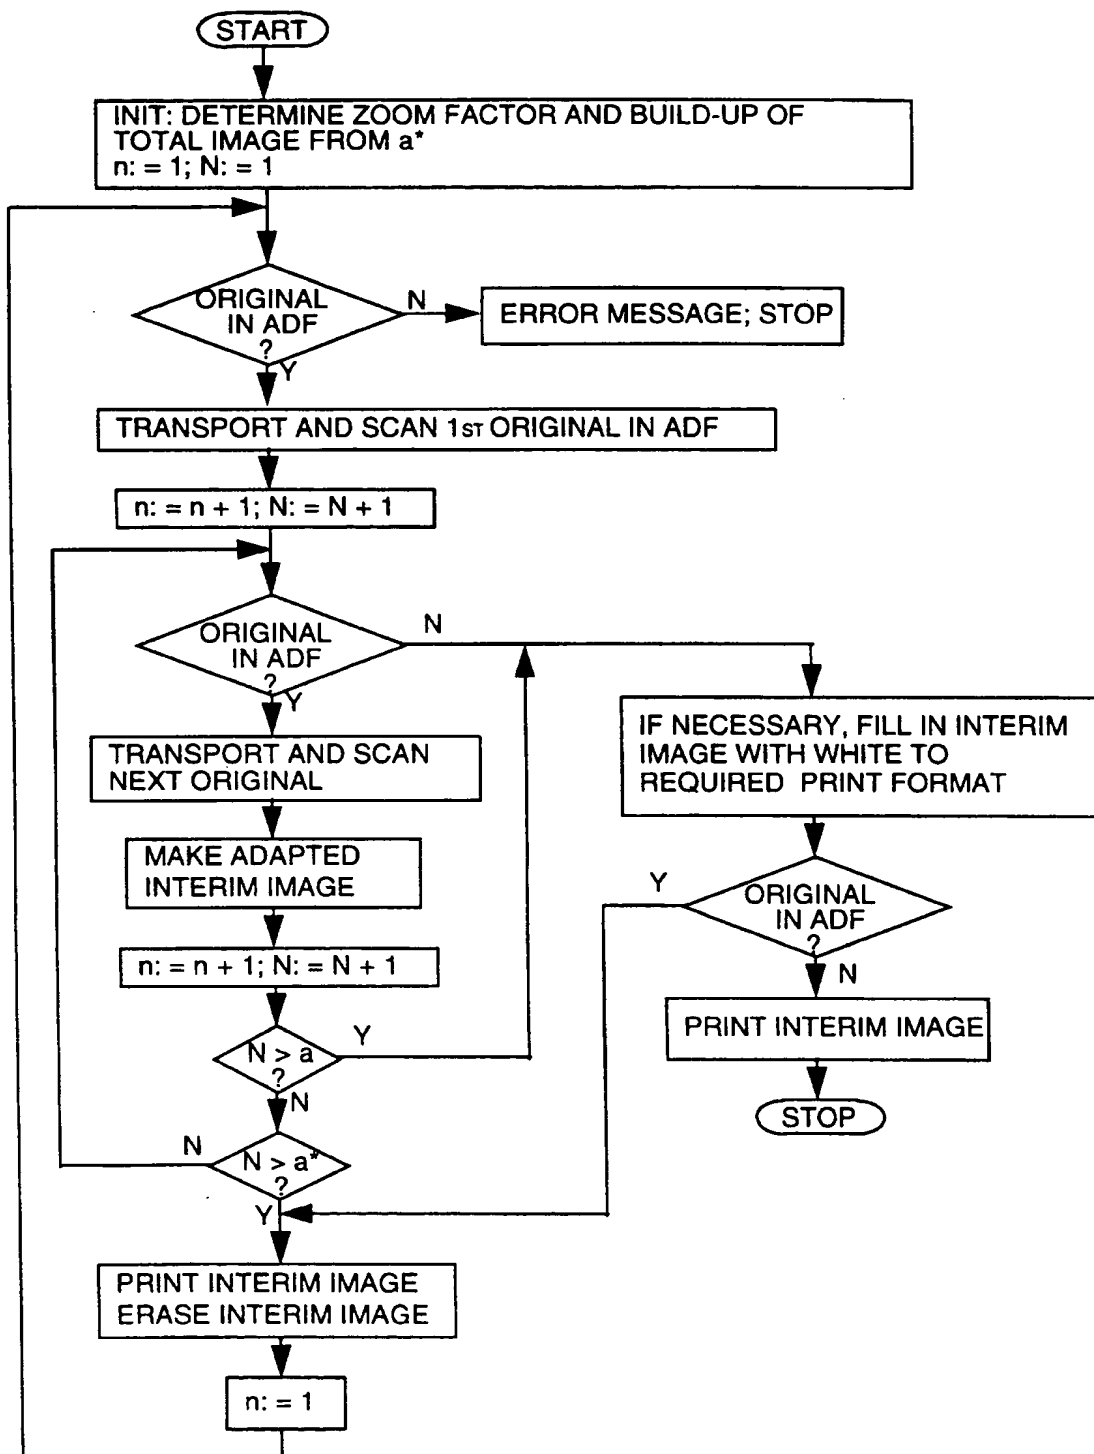 START
INIT: DETERMINE ZOOM FACTOR AND BUILD-UP OF
TOTAL IMAGE FROM a*
n: = 1; N: = 1
ORIGINAL
IN ADF
?
N
Y
ERROR MESSAGE; STOP
TRANSPORT AND SCAN 1ST ORIGINAL IN ADF
n: = n + 1; N: = N + 1
ORIGINAL
IN ADF
?
N
Y
TRANSPORT AND SCAN
NEXT ORIGINAL
MAKE ADAPTED
INTERIM IMAGE
n: = n + 1; N: = N + 1
N > a
?
Y
N
N > a*
?
N
Y
IF NECESSARY, FILL IN INTERIM
IMAGE WITH WHITE TO
REQUIRED PRINT FORMAT
ORIGINAL
IN ADF
?
Y
N
PRINT INTERIM IMAGE
STOP
PRINT INTERIM IMAGE
ERASE INTERIM IMAGE
n: = 1